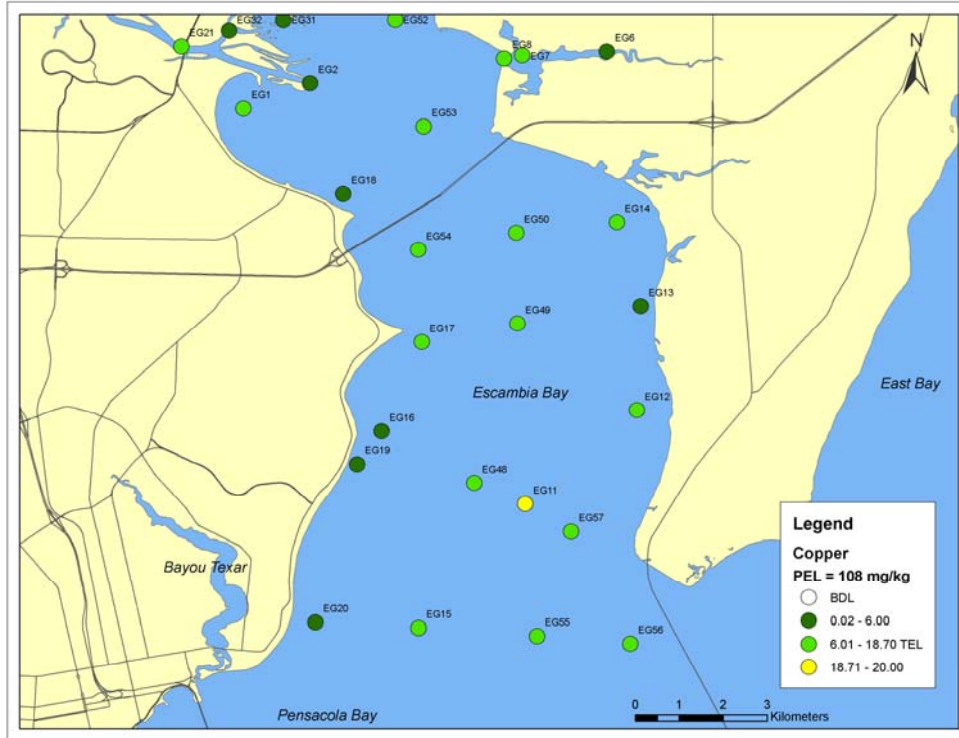 EG32
EG31
EG52
EG21
EG8
EG7
EG6
N
EG2
EG1
EG53
EG18
EG50
EG14
EG54
EG13
EG49
EG17
Escambia Bay
East Bay
EG12
EG16
EG19
EG48
EG11
EG57
Bayou Texar
Legend
Copper
PEL = 108 mg/kg
BDL
0.02 - 6.00
6.01 - 18.70 TEL
18.71 - 20.00
EG20
EG15
EG55
EG56
Pensacola Bay
0 1 2 3
Kilometers